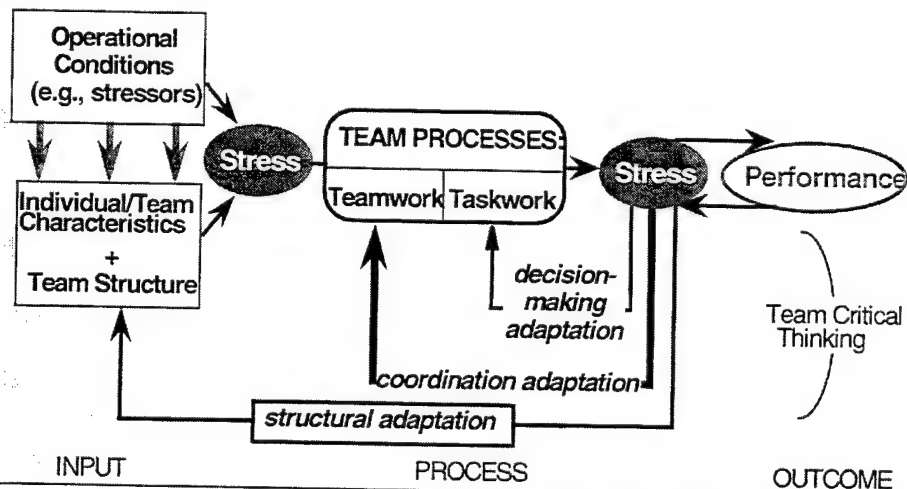 Operational
Conditions
(e.g., stressors)
Stress
TEAM PROCESSES:
Teamwork
Taskwork
Stress
Performance
Individual/Team
Characteristics
+
Team Structure
decision-
making
adaptation
Team Critical
Thinking
coordination adaptation
structural adaptation
INPUT
PROCESS
OUTCOME